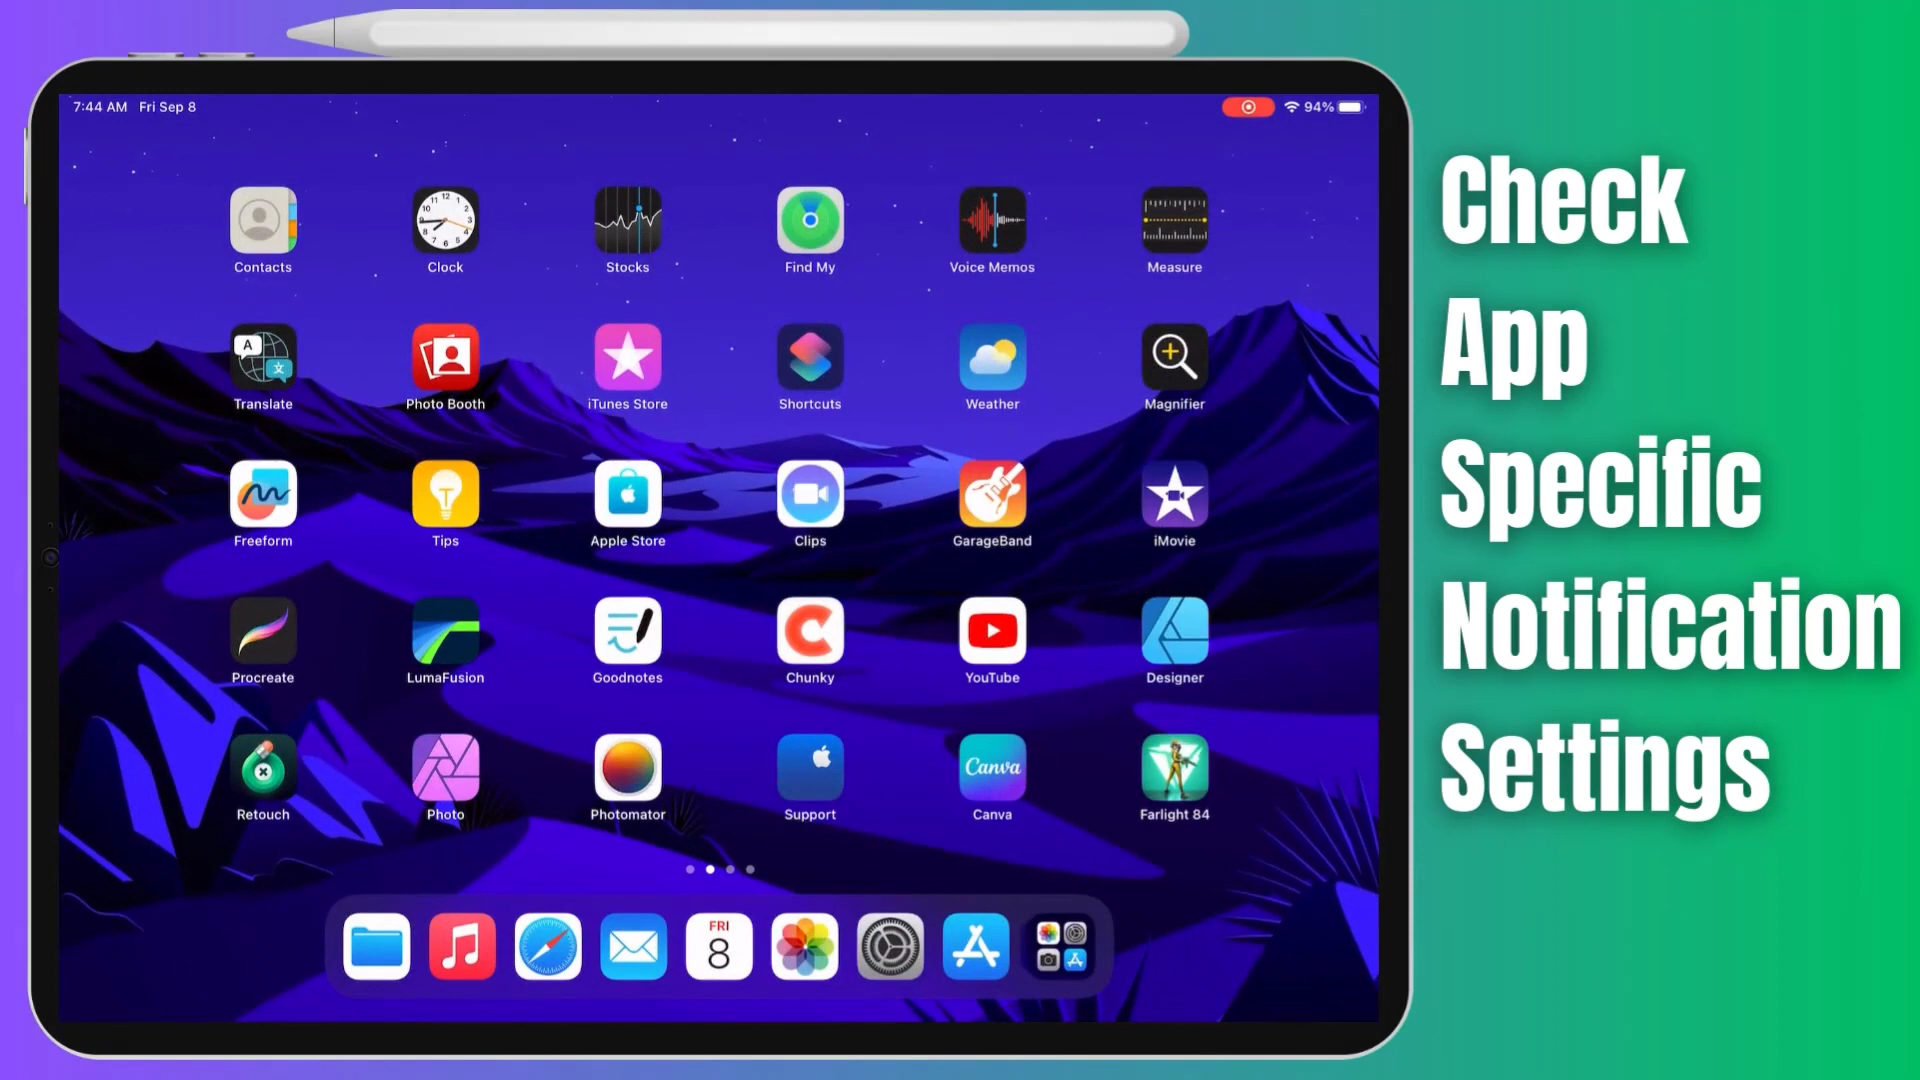 7:44 AM Fri Sep 8
94%
Contacts
Clock
Stocks
Find My
Voice Memos
Measure
Translate
Photo Booth
iTunes Store
Shortcuts
Weather
Magnifier
Freeform
Tips
Apple Store
Clips
GarageBand
iMovie
Procreate
LumaFusion
Goodnotes
Chunky
YouTube
Designer
Retouch
Photo
Photomator
Support
Canva
Canva
Farlight 84
FRI
8
Check
App
Specific
Notification
Settings